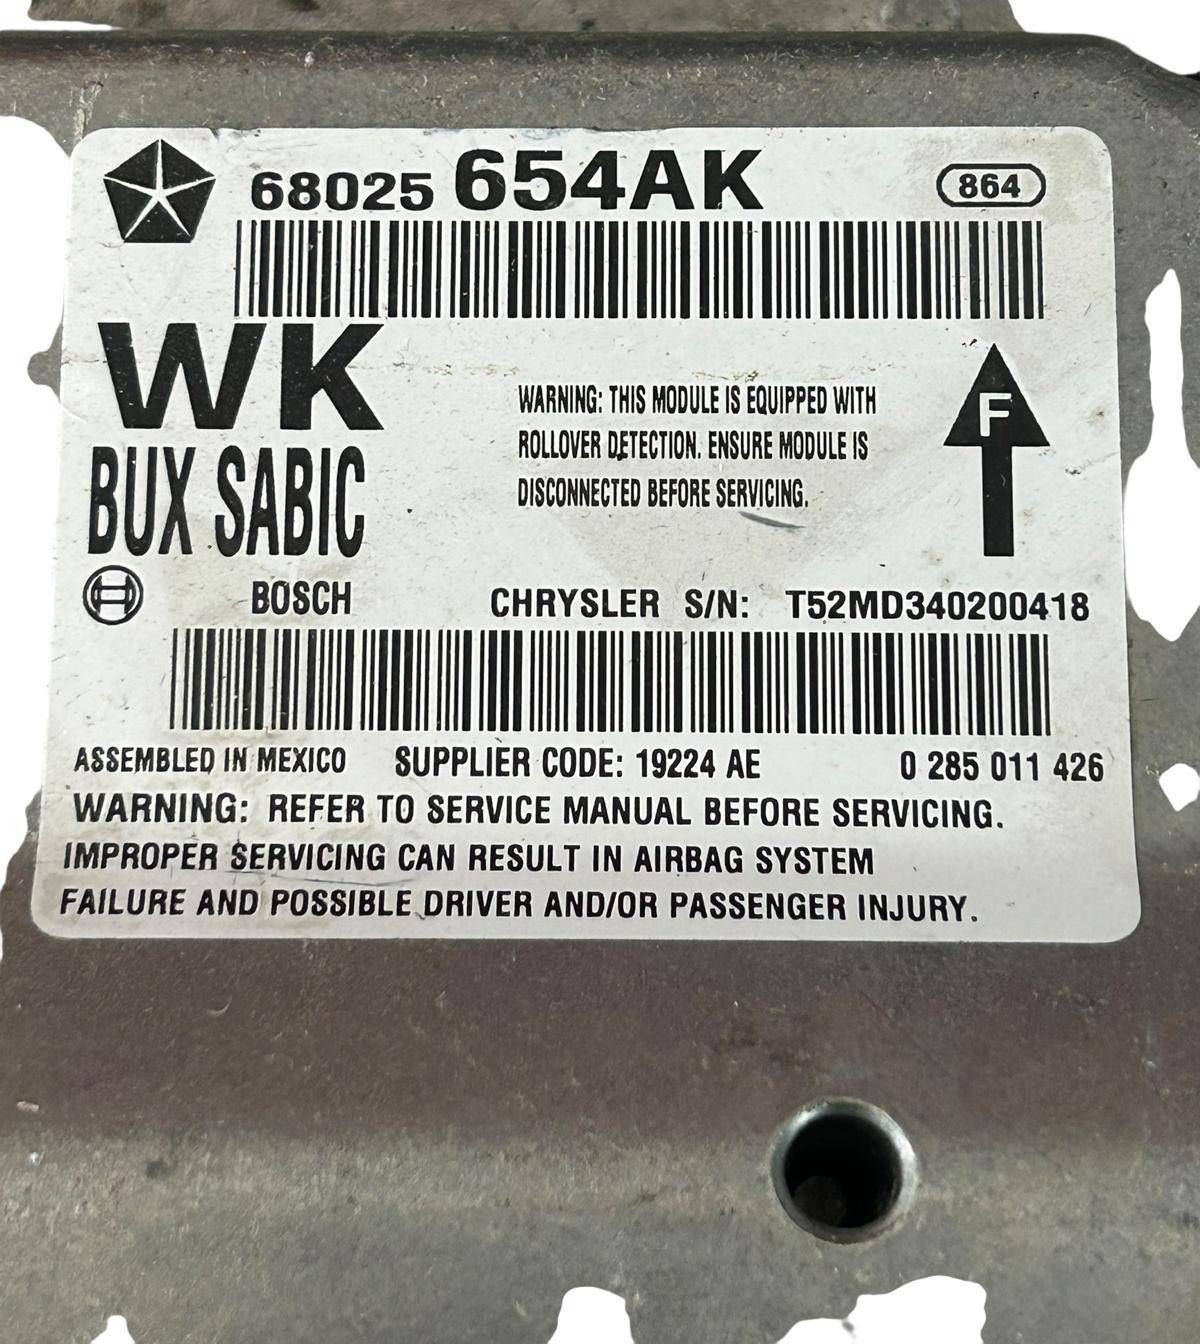 68025 654AK 864
WK
BUX SABIC
WARNING: THIS MODULE IS EQUIPPED WITH
ROLLOVER DETECTION. ENSURE MODULE IS
DISCONNECTED BEFORE SERVICING.
F
BOSCH CHRYSLER S/N: T52MD340200418
ASSEMBLED IN MEXICO SUPPLIER CODE: 19224 AE 0 285 011 426
WARNING: REFER TO SERVICE MANUAL BEFORE SERVICING.
IMPROPER SERVICING CAN RESULT IN AIRBAG SYSTEM
FAILURE AND POSSIBLE DRIVER AND/OR PASSENGER INJURY.